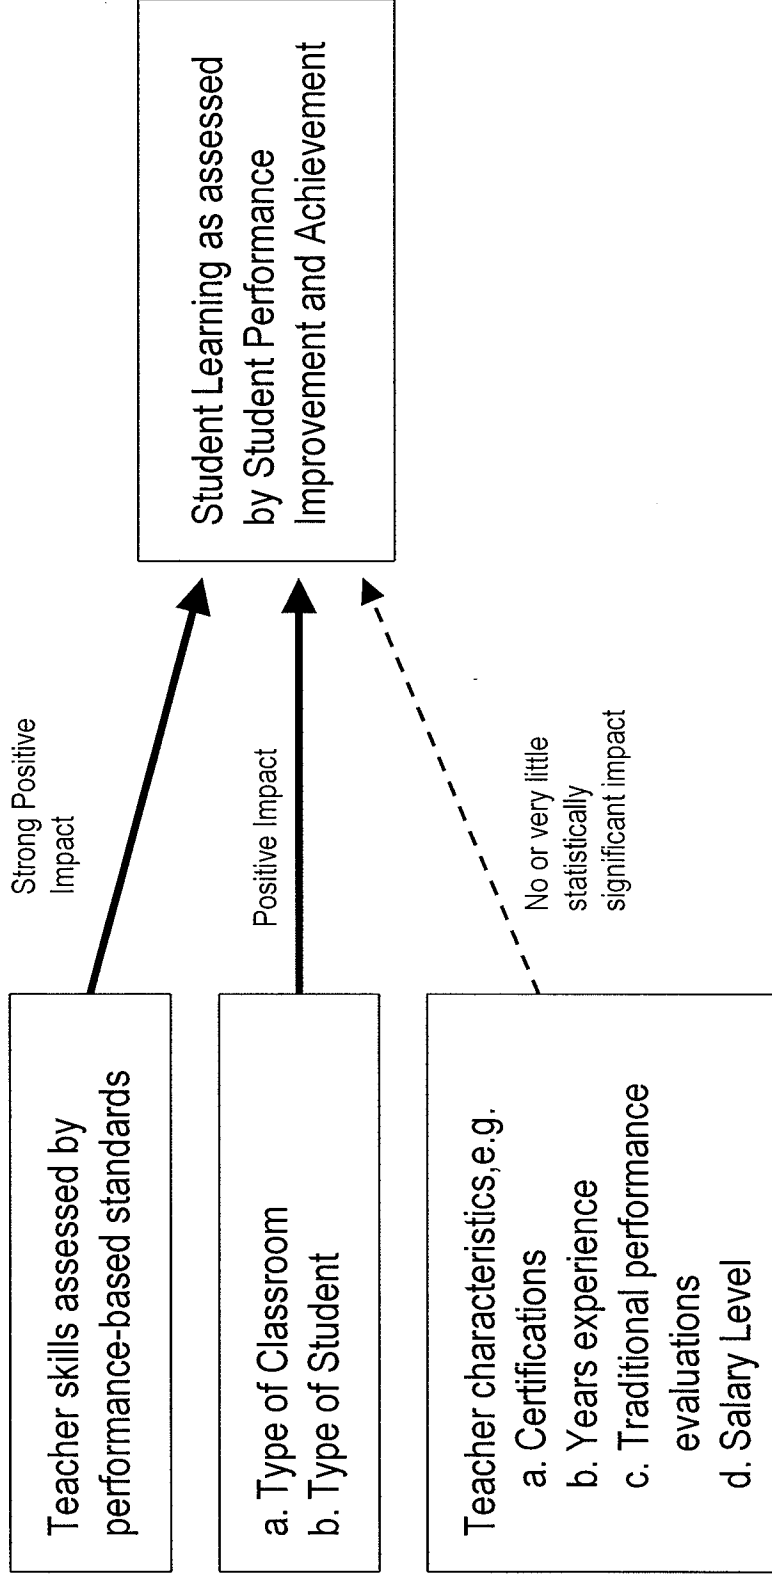 Teacher skills assessed by
performance-based standards
Strong Positive
Impact
a. Type of Classroom
b. Type of Student
Positive Impact
Teacher characteristics,e.g.
a. Certifications
b. Years experience
c. Traditional performance
evaluations
d. Salary Level
No or very little
statistically
significant impact
Student Learning as assessed
by Student Performance
Improvement and Achievement